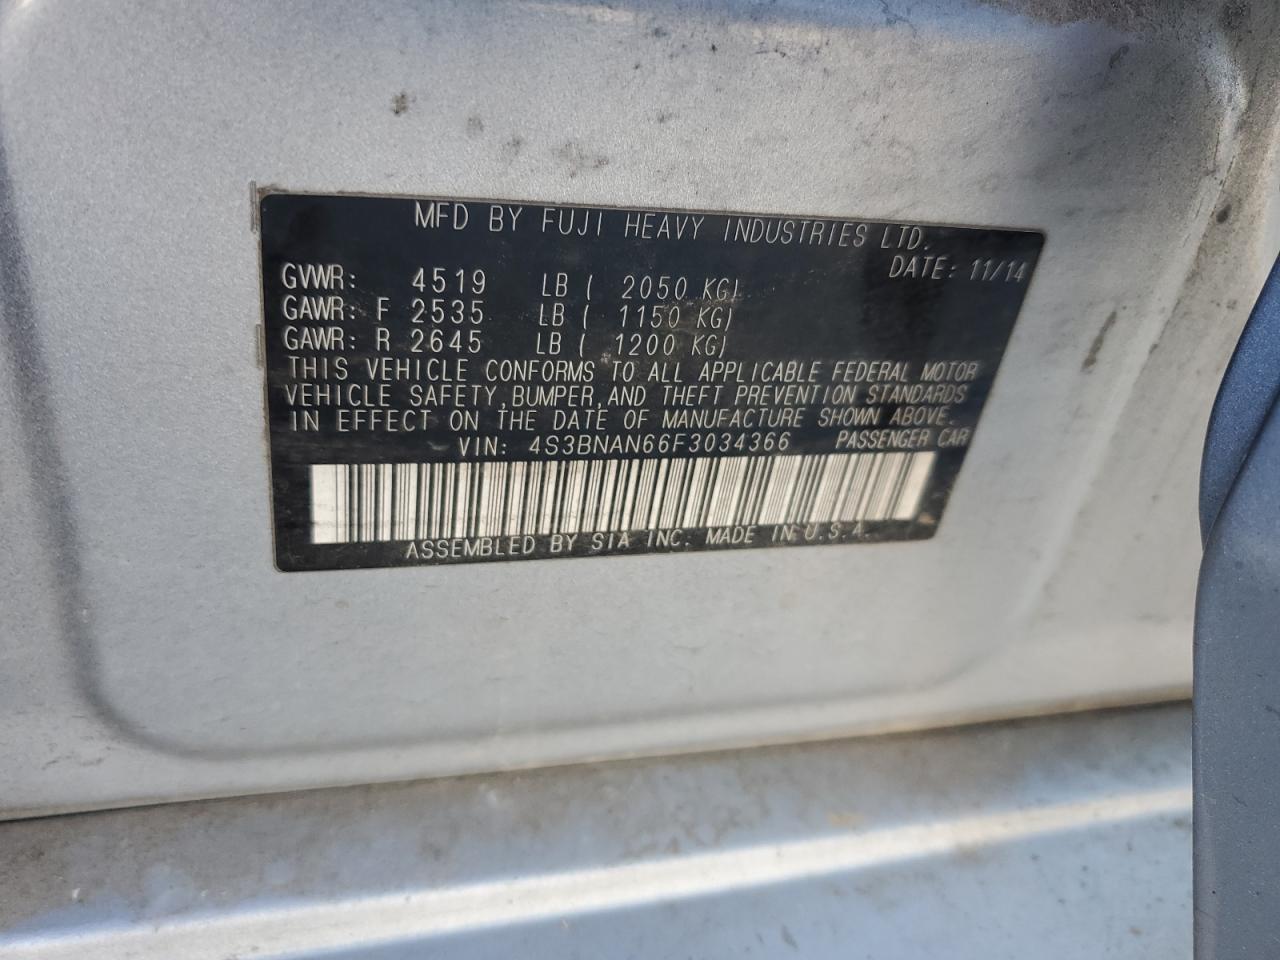 MFD BY FUJI HEAVY INDUSTRIES LTD.
DATE: 11/14
GVWR: 4519 LB ( 2050 KG)
GAWR: F 2535 LB ( 1150 KG)
GAWR: R 2645 LB ( 1200 KG)
THIS VEHICLE CONFORMS TO ALL APPLICABLE FEDERAL MOTOR
VEHICLE SAFETY, BUMPER, AND THEFT PREVENTION STANDARDS
IN EFFECT ON THE DATE OF MANUFACTURE SHOWN ABOVE.
VIN: 4S3BNAN66F3034366 PASSENGER CAR
ASSEMBLED BY SIA INC. MADE IN U.S.A.